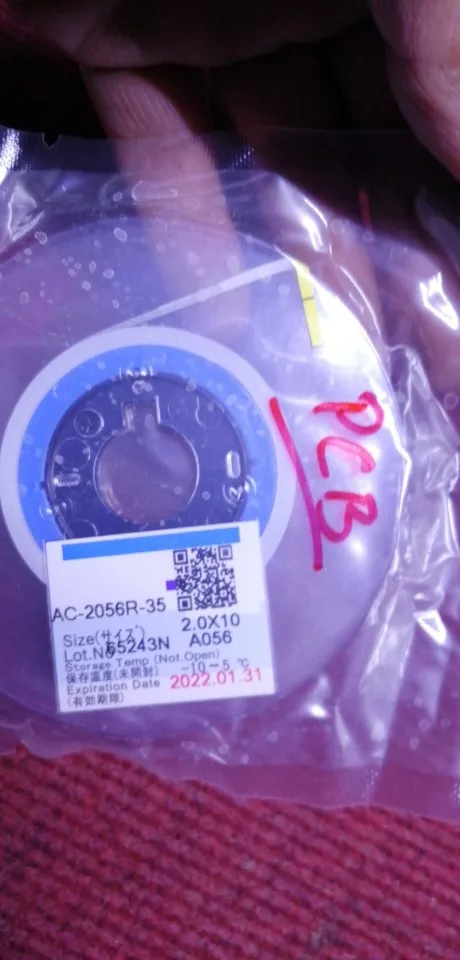 PCB
AC-2056R-35
Size(サイズ) 2.0X10
Lot.No 65243N A056
Storage Temp (Not.Open)
保存温度(未開封) -10~5 ℃
Expiration Date 2022.01.31
(有効期限)